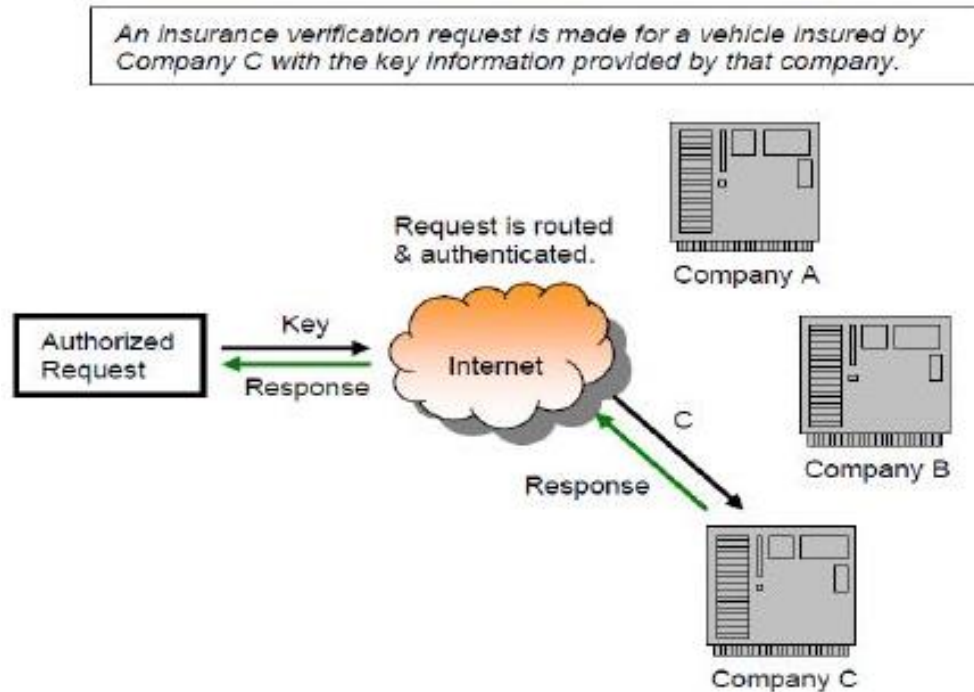 An insurance verification request is made for a vehicle insured by
Company C with the key information provided by that company.
Request is routed
& authenticated.
Company A
Authorized
Request
Key
Response
Internet
C
Response
Company B
Company C